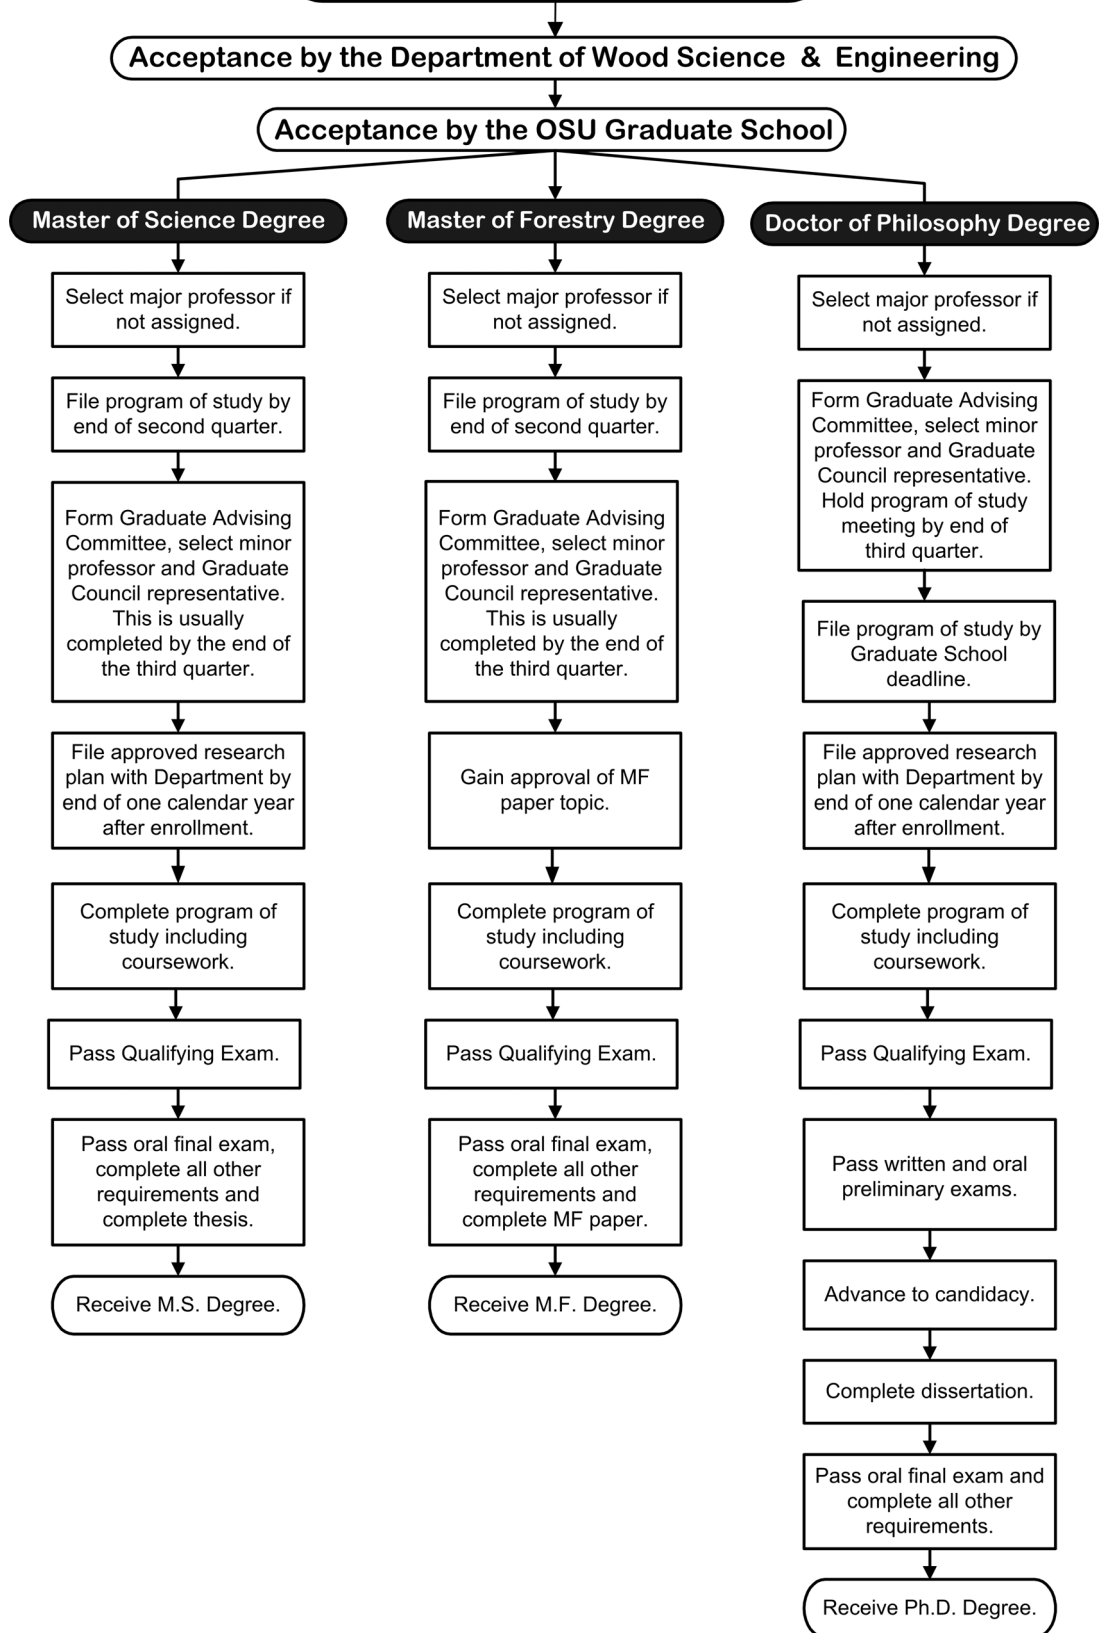 Acceptance by the Department of Wood Science & Engineering
Acceptance by the OSU Graduate School
Master of Science Degree
Select major professor if
not assigned.
File program of study by
end of second quarter.
Form Graduate Advising
Committee, select minor
professor and Graduate
Council representative.
This is usually
completed by the end of
the third quarter.
File approved research
plan with Department by
end of one calendar year
after enrollment.
Complete program of
study including
coursework.
Pass Qualifying Exam.
Pass oral final exam,
complete all other
requirements and
complete thesis.
Receive M.S. Degree.
Master of Forestry Degree
Select major professor if
not assigned.
File program of study by
end of second quarter.
Form Graduate Advising
Committee, select minor
professor and Graduate
Council representative.
This is usually
completed by the end of
the third quarter.
Gain approval of MF
paper topic.
Complete program of
study including
coursework.
Pass Qualifying Exam.
Pass oral final exam,
complete all other
requirements and
complete MF paper.
Receive M.F. Degree.
Doctor of Philosophy Degree
Select major professor if
not assigned.
Form Graduate Advising
Committee, select minor
professor and Graduate
Council representative.
Hold program of study
meeting by end of
third quarter.
File program of study by
Graduate School
deadline.
File approved research
plan with Department by
end of one calendar year
after enrollment.
Complete program of
study including
coursework.
Pass Qualifying Exam.
Pass written and oral
preliminary exams.
Advance to candidacy.
Complete dissertation.
Pass oral final exam and
complete all other
requirements.
Receive Ph.D. Degree.